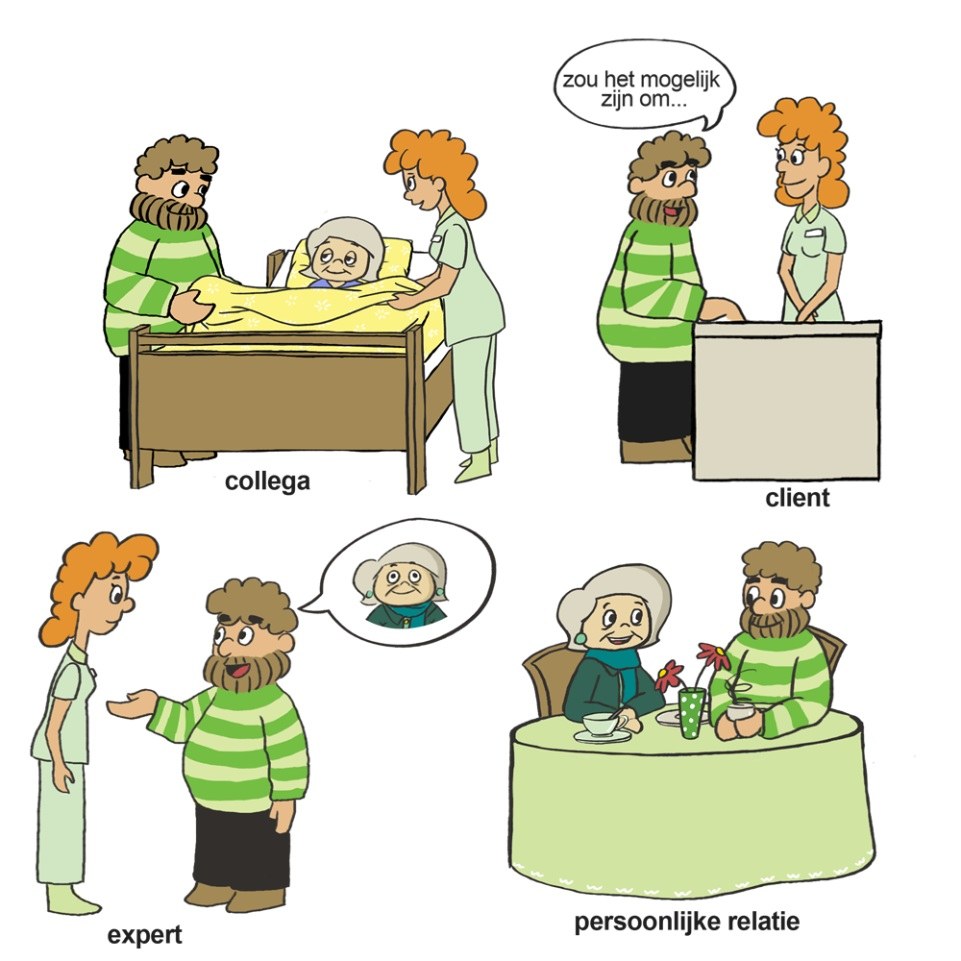 zou het mogelijk
zijn om...
collega
client
expert
persoonlijke relatie